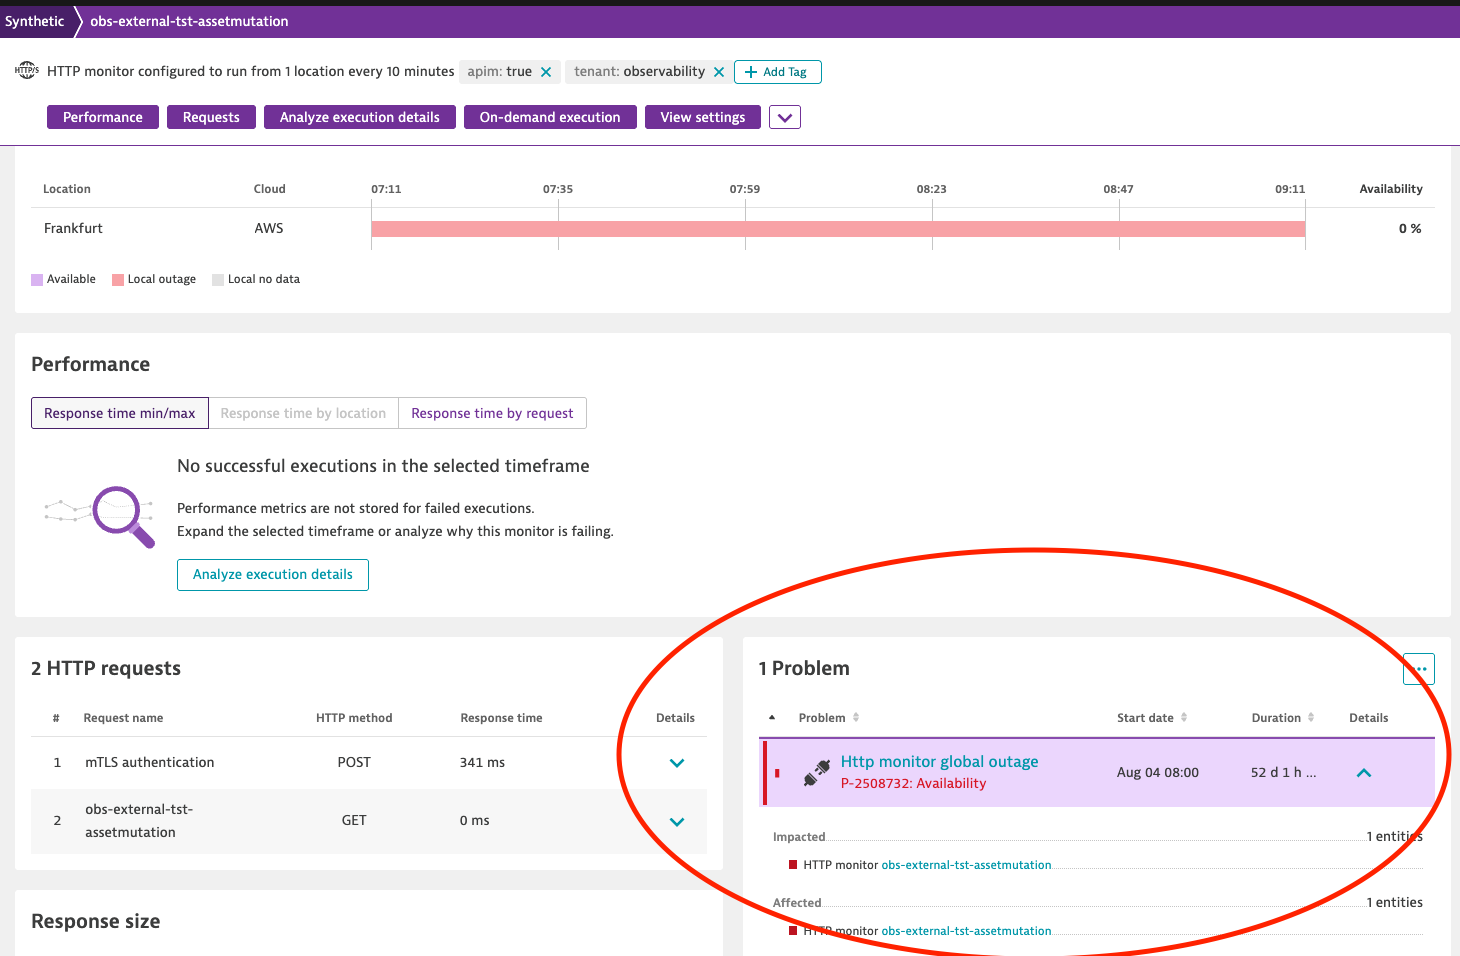 Synthetic obs-external-tst-assetmutation
HTTP/S HTTP monitor configured to run from 1 location every 10 minutes apim: true tenant: observability Add Tag
Performance Requests Analyze execution details On-demand execution View settings
Location Cloud 07:11 07:35 07:59 08:23 08:47 09:11 Availability
Frankfurt AWS 0 %
Available Local outage Local no data
Performance
Response time min/max Response time by location Response time by request
No successful executions in the selected timeframe
Performance metrics are not stored for failed executions.
Expand the selected timeframe or analyze why this monitor is failing.
Analyze execution details
2 HTTP requests
# Request name HTTP method Response time Details
1 mTLS authentication POST 341 ms
2 obs-external-tst-
assetmutation GET 0 ms
Response size
1 Problem
Problem Start date Duration Details
Http monitor global outage
P-2508732: Availability
Aug 04 08:00 52 d 1 h ...
Impacted 1 entities
HTTP monitor obs-external-tst-assetmutation
Affected 1 entities
HTTP monitor obs-external-tst-assetmutation